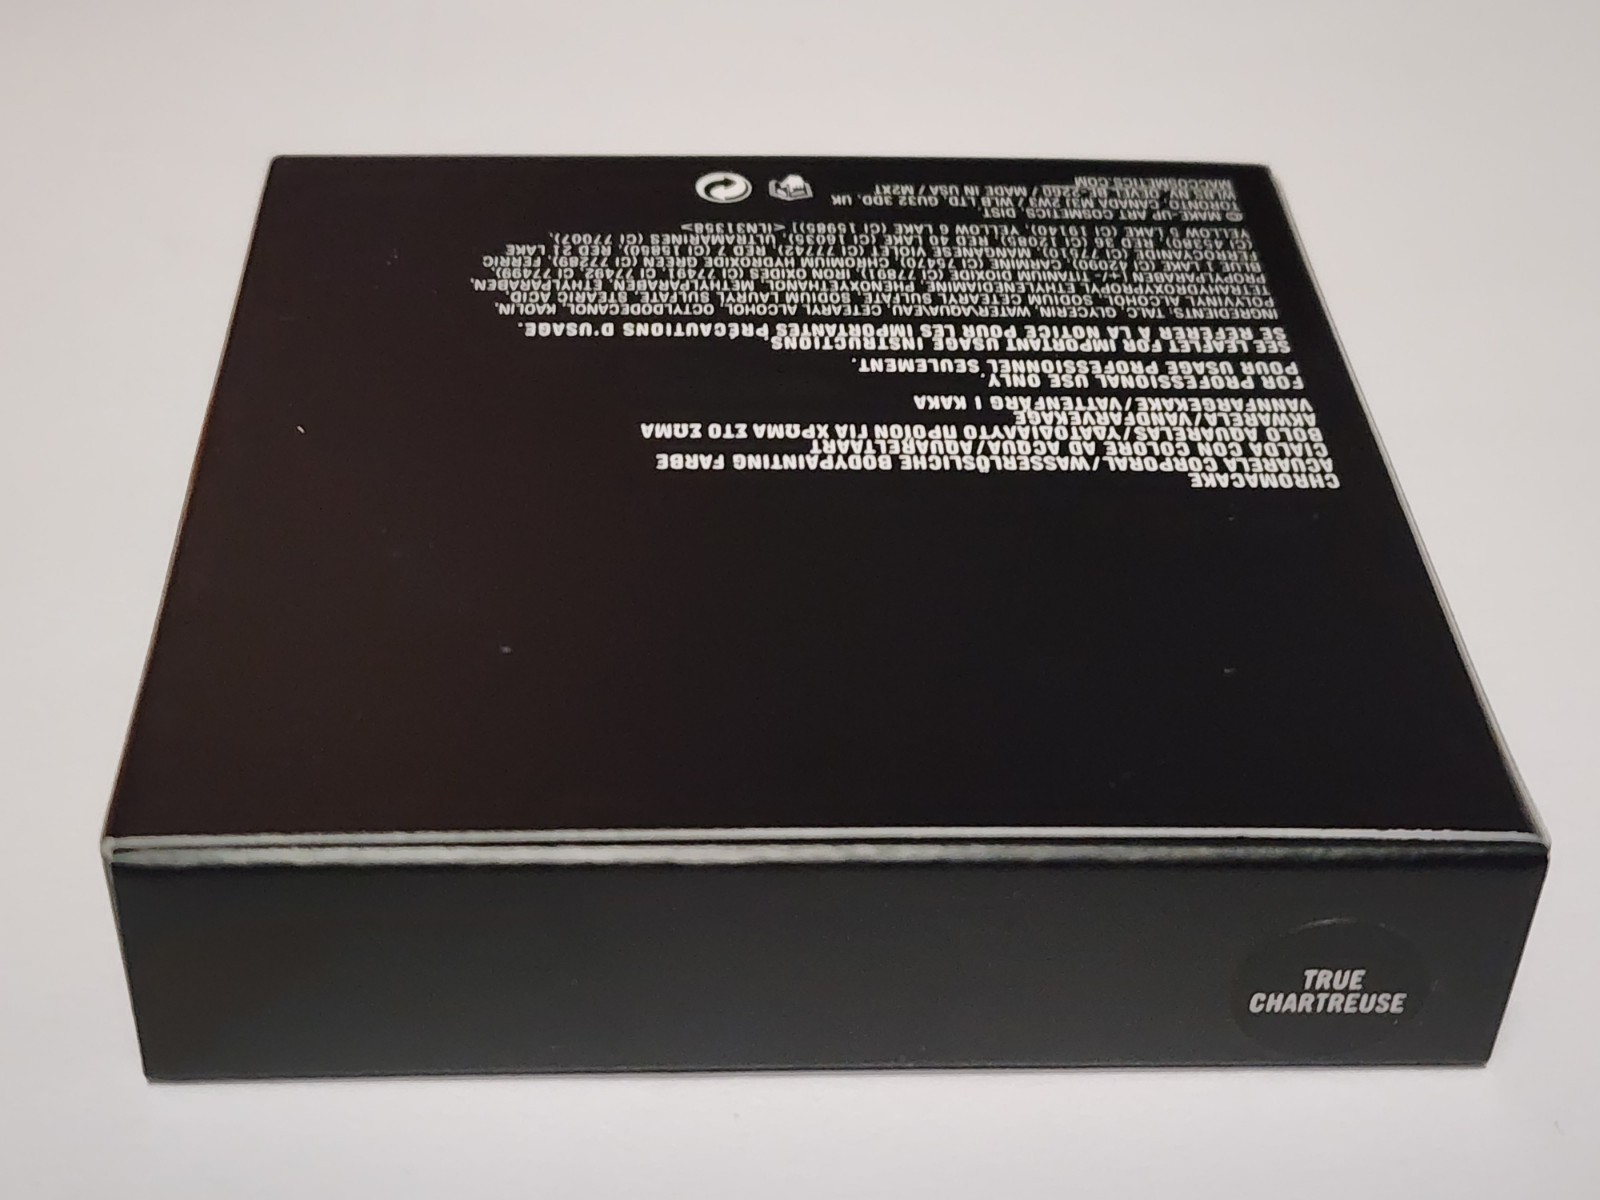 CHROMACAKE
ACUARELA CORPORAL/WASSERLÖSLICHE BODYPAINTING FARBE
CIALDA CON COLORE AD ACQUA/AQUARELTAART
BOLO AQUARELAS/ΥΔΑΤΟΔΙΑΛΥΤΟ ΠΡΟΪΟΝ ΓΙΑ ΧΡΩΜΑ ΣΤΟ ΣΩΜΑ
AKWARELA/VANDFARVEKAGE
VANNFARGEKAKE/VATTENFÄRG I KAKA
FOR PROFESSIONAL USE ONLY.
POUR USAGE PROFESSIONNEL SEULEMENT.
SEE LEAFLET FOR IMPORTANT USAGE INSTRUCTIONS.
SE RÉFÉRER À LA NOTICE POUR LES IMPORTANTES PRÉCAUTIONS D'USAGE.
INGREDIENTS: TALC, GLYCERIN, WATER\AQUA\EAU, CETEARYL ALCOHOL, OCTYLDODECANOL, KAOLIN,
POLYVINYL ALCOHOL, SODIUM CETEARYL SULFATE, SODIUM LAURYL SULFATE, STEARIC ACID,
TETRAHYDROXYPROPYL ETHYLENEDIAMINE, PHENOXYETHANOL, METHYLPARABEN, ETHYLPARABEN,
PROPYLPARABEN, [+/- TITANIUM DIOXIDE (CI 77891), IRON OXIDES (CI 77491, CI 77492, CI 77499),
BLUE 1 LAKE (CI 42090), CARMINE (CI 75470), CHROMIUM HYDROXIDE GREEN (CI 77289), FERRIC
FERROCYANIDE (CI 77510), MANGANESE VIOLET (CI 77742), RED 7 (CI 15850), RED 21 LAKE
(CI 45380), RED 36 (CI 12085), RED 40 LAKE (CI 16035), ULTRAMARINES (CI 77007),
YELLOW 5 LAKE (CI 19140), YELLOW 6 LAKE (CI 15985)] <ILN31358>
© MAKE-UP ART COSMETICS, DIST.
TORONTO, CANADA M3J 2W3 / WLB LTD, GU32 3DD, UK
MADE IN USA / M2XT
MACCOSMETICS.COM
TRUE
CHARTREUSE